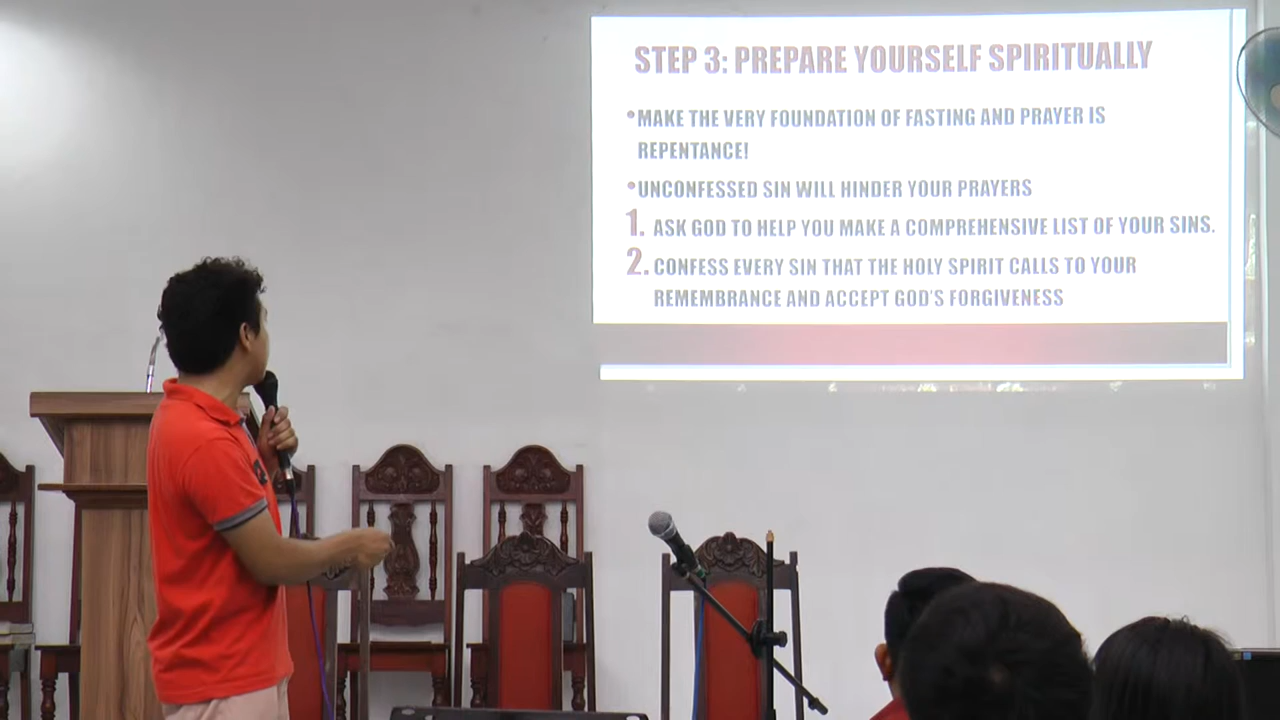 STEP 3: PREPARE YOURSELF SPIRITUALLY
•MAKE THE VERY FOUNDATION OF FASTING AND PRAYER IS
REPENTANCE!
•UNCONFESSED SIN WILL HINDER YOUR PRAYERS
1. ASK GOD TO HELP YOU MAKE A COMPREHENSIVE LIST OF YOUR SINS.
2. CONFESS EVERY SIN THAT THE HOLY SPIRIT CALLS TO YOUR
REMEMBRANCE AND ACCEPT GOD'S FORGIVENESS